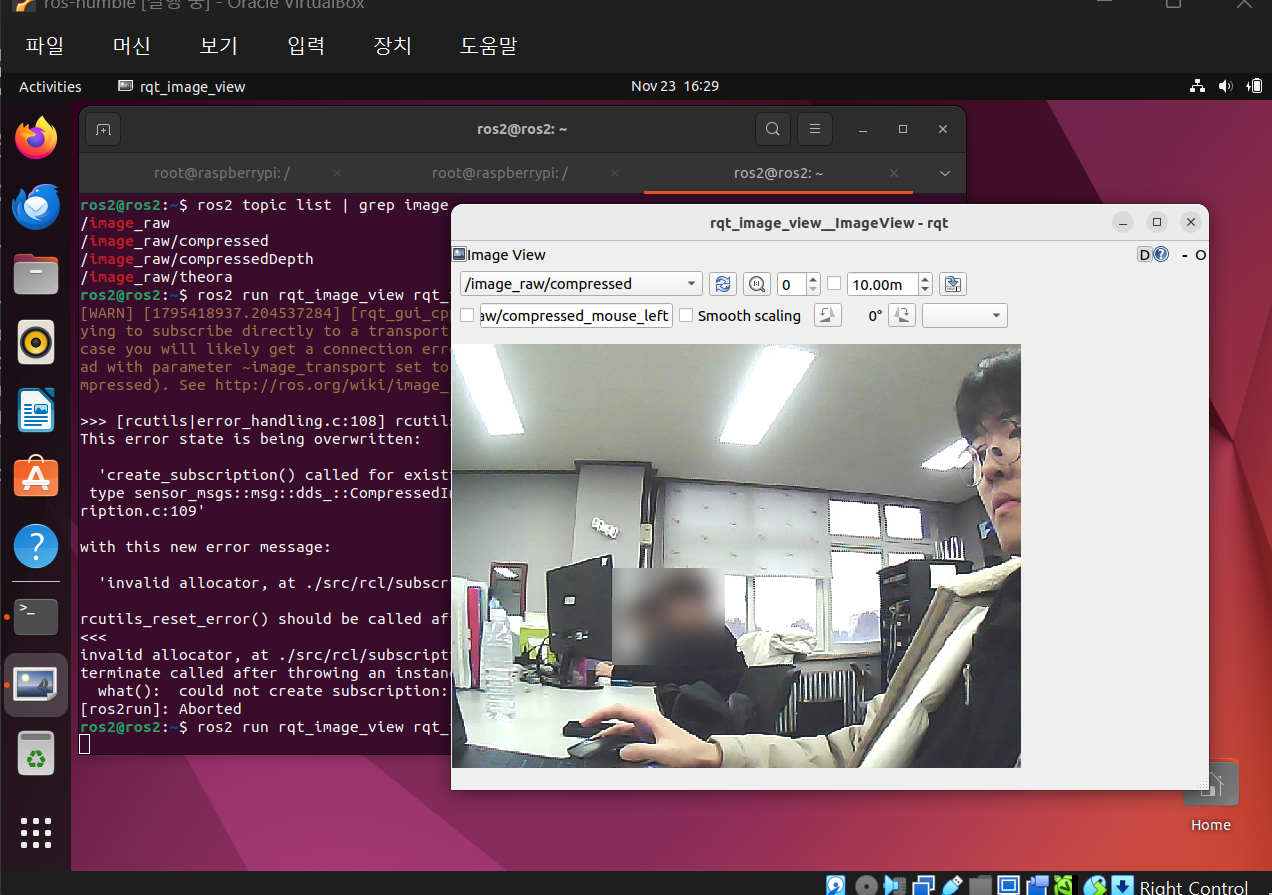 ros-humble [실행 중] - Oracle VirtualBox
파일 머신 보기 입력 장치 도움말
Activities rqt_image_view Nov 23 16:29
ros2@ros2: ~
root@raspberrypi: / × root@raspberrypi: / × ros2@ros2: ~ ×
ros2@ros2:~$ ros2 topic list | grep image
/image_raw
/image_raw/compressed
/image_raw/compressedDepth
/image_raw/theora
ros2@ros2:~$ ros2 run rqt_image_view rqt_
[WARN] [1795418937.204537284] [rqt_gui_cp
ying to subscribe directly to a transport
case you will likely get a connection err
ad with parameter ~image_transport set to
mpressed). See http://ros.org/wiki/image_
>>> [rcutils|error_handling.c:108] rcutils
This error state is being overwritten:
'create_subscription() called for exist
type sensor_msgs::msg::dds_::CompressedI
ription.c:109'
with this new error message:
'invalid allocator, at ./src/rcl/subscr
rcutils_reset_error() should be called af
<<<
invalid allocator, at ./src/rcl/subscript
terminate called after throwing an instan
what():  could not create subscription:
[ros2run]: Aborted
ros2@ros2:~$ ros2 run rqt_image_view rqt_
rqt_image_view__ImageView - rqt
Image View D - O
/image_raw/compressed 0 10.00m
aw/compressed_mouse_left Smooth scaling 0°
Home
Right Control